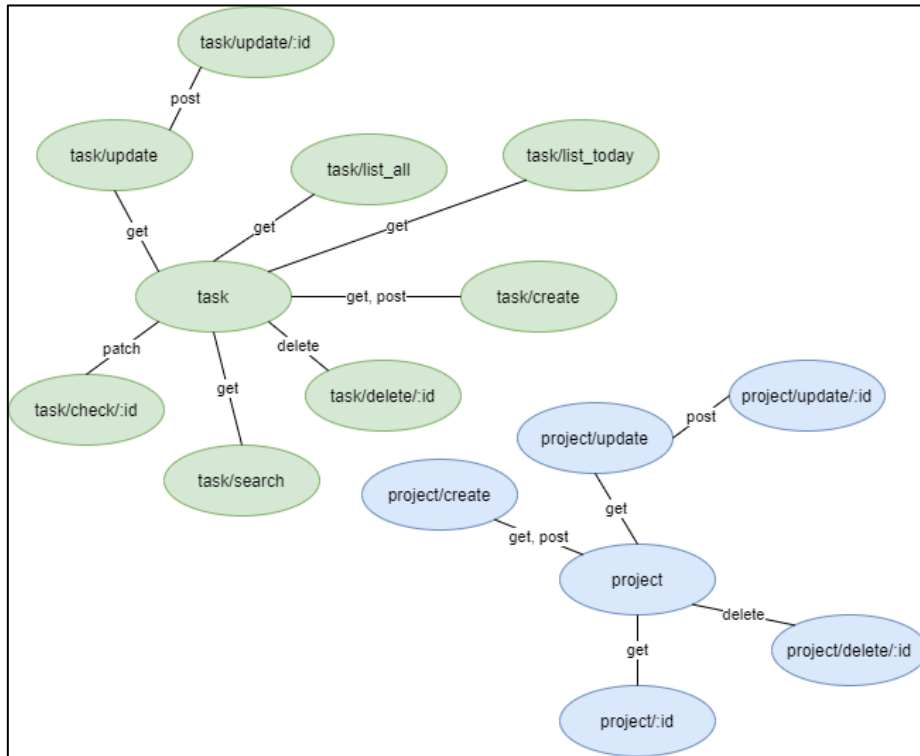 task/update/:id
post
task/update
task/list_all
task/list_today
get
get
get
task
get, post
task/create
patch
delete
get
task/check/:id
task/delete/:id
project/update/:id
post
project/update
task/search
project/create
get
get, post
project
delete
get
project/delete/:id
project/:id